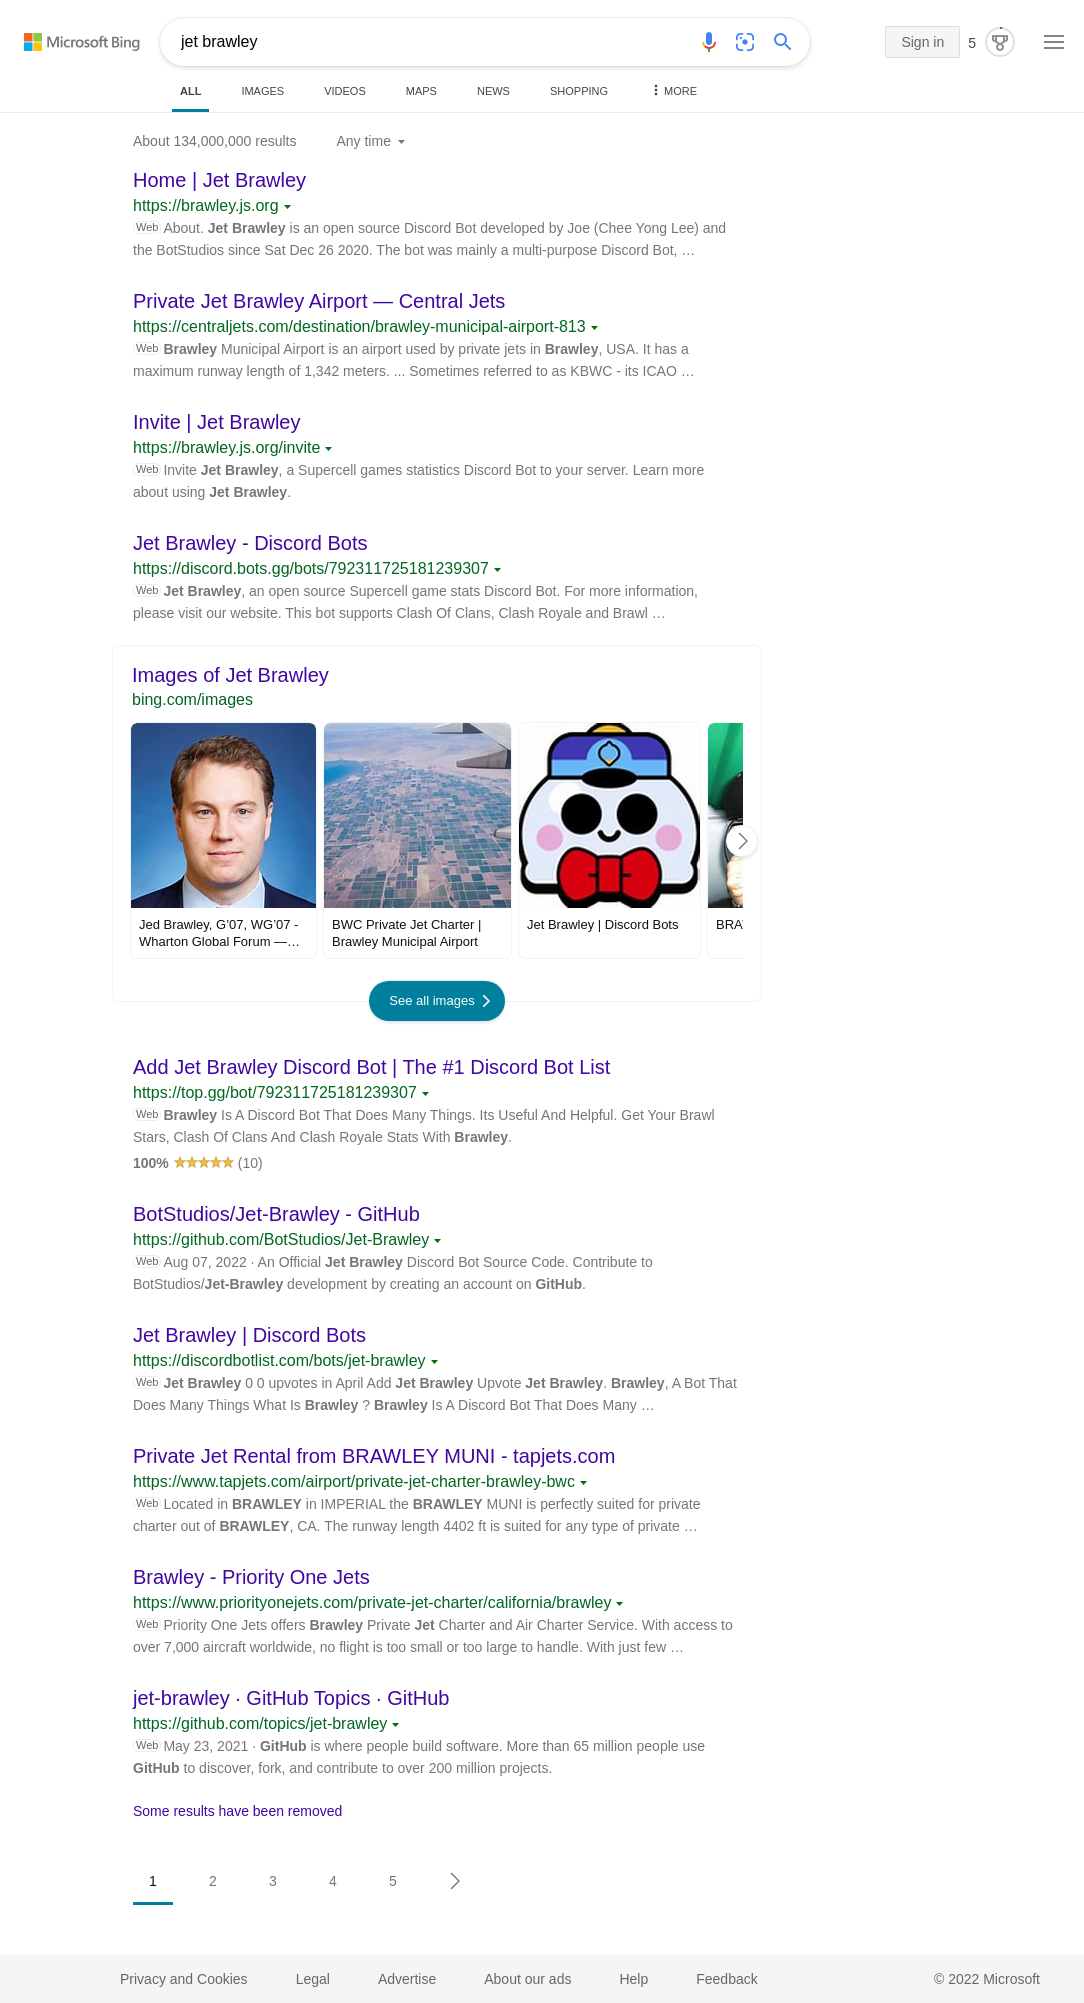 Microsoft Bing
jet brawley
Sign in
5
ALL IMAGES VIDEOS MAPS NEWS SHOPPING MORE
About 134,000,000 results Any time
Home | Jet Brawley
https://brawley.js.org
Web About. Jet Brawley is an open source Discord Bot developed by Joe (Chee Yong Lee) and
the BotStudios since Sat Dec 26 2020. The bot was mainly a multi-purpose Discord Bot, …
Private Jet Brawley Airport — Central Jets
https://centraljets.com/destination/brawley-municipal-airport-813
Web Brawley Municipal Airport is an airport used by private jets in Brawley, USA. It has a
maximum runway length of 1,342 meters. ... Sometimes referred to as KBWC - its ICAO …
Invite | Jet Brawley
https://brawley.js.org/invite
Web Invite Jet Brawley, a Supercell games statistics Discord Bot to your server. Learn more
about using Jet Brawley.
Jet Brawley - Discord Bots
https://discord.bots.gg/bots/792311725181239307
Web Jet Brawley, an open source Supercell game stats Discord Bot. For more information,
please visit our website. This bot supports Clash Of Clans, Clash Royale and Brawl …
Images of Jet Brawley
bing.com/images
Jed Brawley, G’07, WG’07 -
Wharton Global Forum —…
BWC Private Jet Charter |
Brawley Municipal Airport
Jet Brawley | Discord Bots
See all images
Add Jet Brawley Discord Bot | The #1 Discord Bot List
https://top.gg/bot/792311725181239307
Web Brawley Is A Discord Bot That Does Many Things. Its Useful And Helpful. Get Your Brawl
Stars, Clash Of Clans And Clash Royale Stats With Brawley.
100% (10)
BotStudios/Jet-Brawley - GitHub
https://github.com/BotStudios/Jet-Brawley
Web Aug 07, 2022 · An Official Jet Brawley Discord Bot Source Code. Contribute to
BotStudios/Jet-Brawley development by creating an account on GitHub.
Jet Brawley | Discord Bots
https://discordbotlist.com/bots/jet-brawley
Web Jet Brawley 0 0 upvotes in April Add Jet Brawley Upvote Jet Brawley. Brawley, A Bot That
Does Many Things What Is Brawley ? Brawley Is A Discord Bot That Does Many …
Private Jet Rental from BRAWLEY MUNI - tapjets.com
https://www.tapjets.com/airport/private-jet-charter-brawley-bwc
Web Located in BRAWLEY in IMPERIAL the BRAWLEY MUNI is perfectly suited for private
charter out of BRAWLEY, CA. The runway length 4402 ft is suited for any type of private …
Brawley - Priority One Jets
https://www.priorityonejets.com/private-jet-charter/california/brawley
Web Priority One Jets offers Brawley Private Jet Charter and Air Charter Service. With access to
over 7,000 aircraft worldwide, no flight is too small or too large to handle. With just few …
jet-brawley · GitHub Topics · GitHub
https://github.com/topics/jet-brawley
Web May 23, 2021 · GitHub is where people build software. More than 65 million people use
GitHub to discover, fork, and contribute to over 200 million projects.
Some results have been removed
1 2 3 4 5
Privacy and Cookies Legal Advertise About our ads Help Feedback © 2022 Microsoft